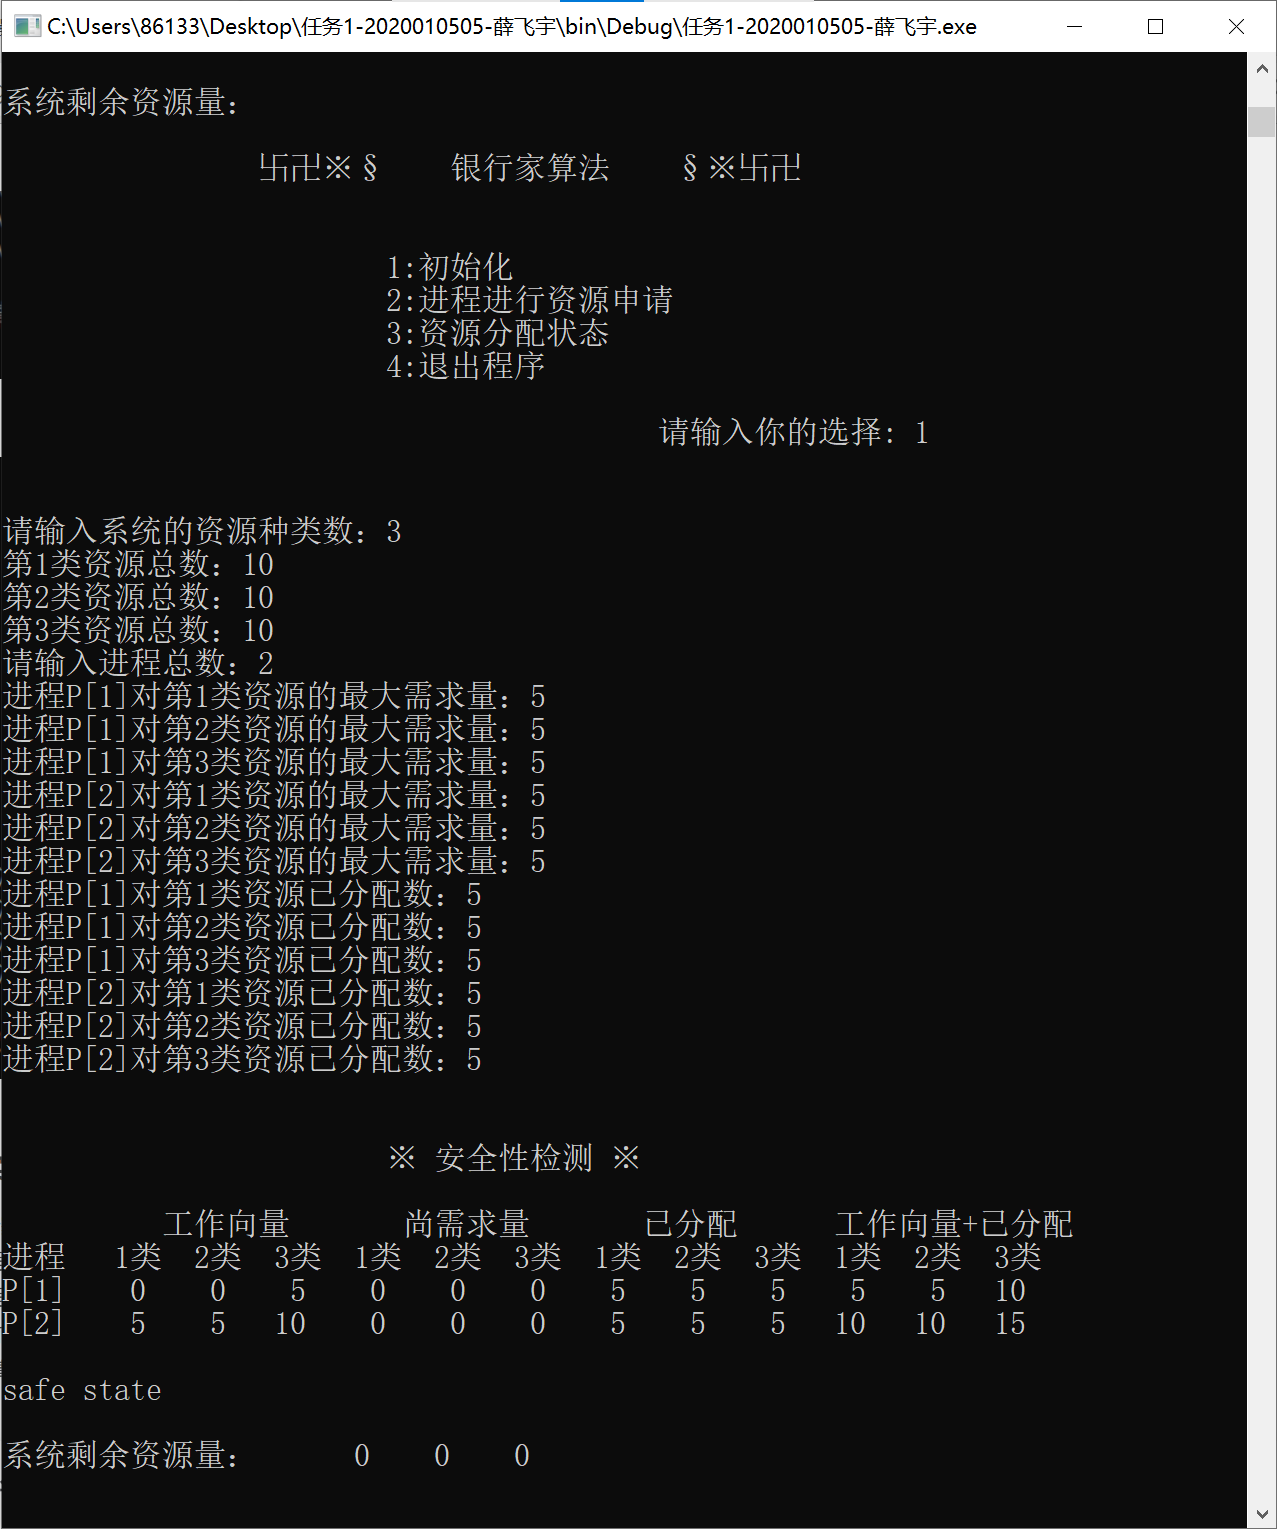 C:\Users\86133\Desktop\任务1-2020010505-薛飞宇\bin\Debug\任务1-2020010505-薛飞宇.exe
系统剩余资源量：
卐卍※§ 银行家算法 §※卐卍
1:初始化
2:进程进行资源申请
3:资源分配状态
4:退出程序
请输入你的选择: 1
请输入系统的资源种类数：3
第1类资源总数：10
第2类资源总数：10
第3类资源总数：10
请输入进程总数：2
进程P[1]对第1类资源的最大需求量：5
进程P[1]对第2类资源的最大需求量：5
进程P[1]对第3类资源的最大需求量：5
进程P[2]对第1类资源的最大需求量：5
进程P[2]对第2类资源的最大需求量：5
进程P[2]对第3类资源的最大需求量：5
进程P[1]对第1类资源已分配数：5
进程P[1]对第2类资源已分配数：5
进程P[1]对第3类资源已分配数：5
进程P[2]对第1类资源已分配数：5
进程P[2]对第2类资源已分配数：5
进程P[2]对第3类资源已分配数：5
※ 安全性检测 ※
工作向量 尚需求量 已分配 工作向量+已分配
进程 1类 2类 3类 1类 2类 3类 1类 2类 3类 1类 2类 3类
P[1] 0 0 5 0 0 0 5 5 5 5 5 10
P[2] 5 5 10 0 0 0 5 5 5 10 10 15
safe state
系统剩余资源量： 0 0 0